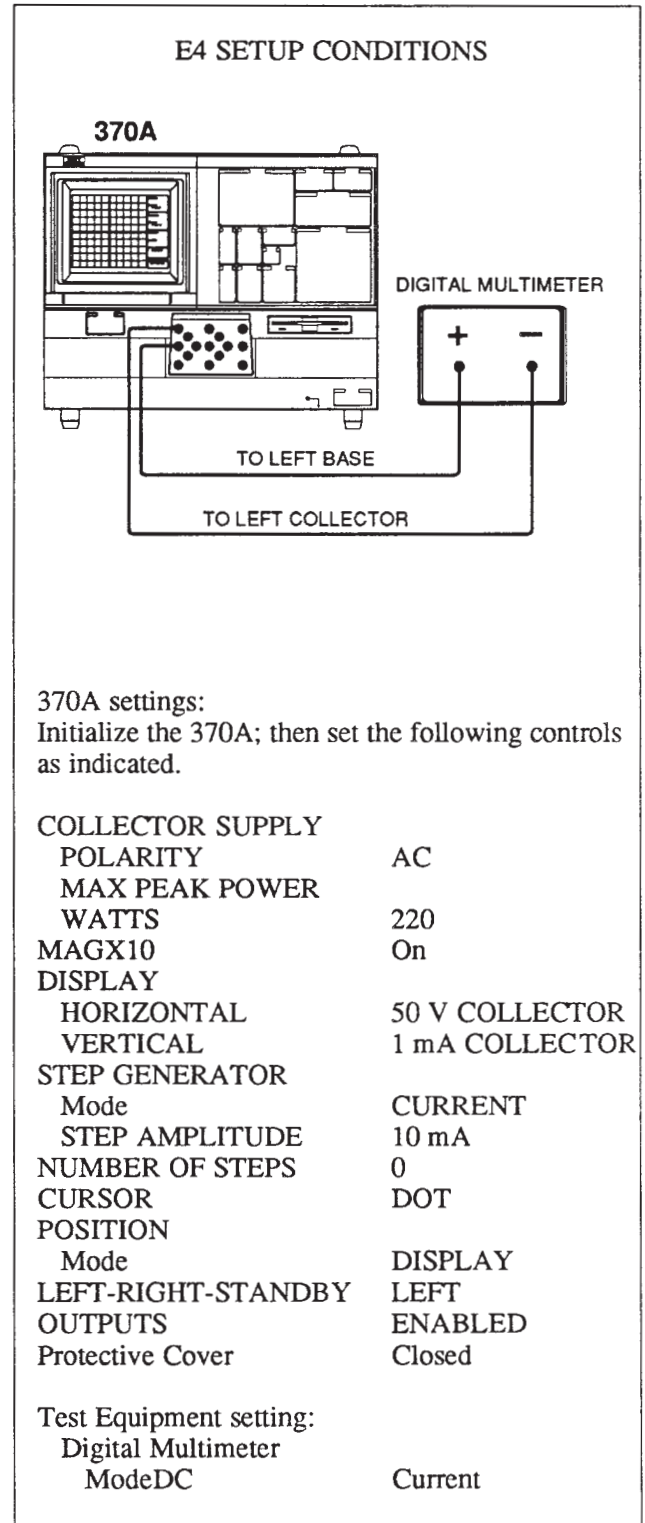 E4 SETUP CONDITIONS
370A
DIGITAL MULTIMETER
+ −
TO LEFT BASE
TO LEFT COLLECTOR
370A settings:
Initialize the 370A; then set the following controls
as indicated.
COLLECTOR SUPPLY
POLARITY AC
MAX PEAK POWER
WATTS 220
MAGX10 On
DISPLAY
HORIZONTAL 50 V COLLECTOR
VERTICAL 1 mA COLLECTOR
STEP GENERATOR
Mode CURRENT
STEP AMPLITUDE 10 mA
NUMBER OF STEPS 0
CURSOR DOT
POSITION
Mode DISPLAY
LEFT-RIGHT-STANDBY LEFT
OUTPUTS ENABLED
Protective Cover Closed
Test Equipment setting:
Digital Multimeter
ModeDC Current